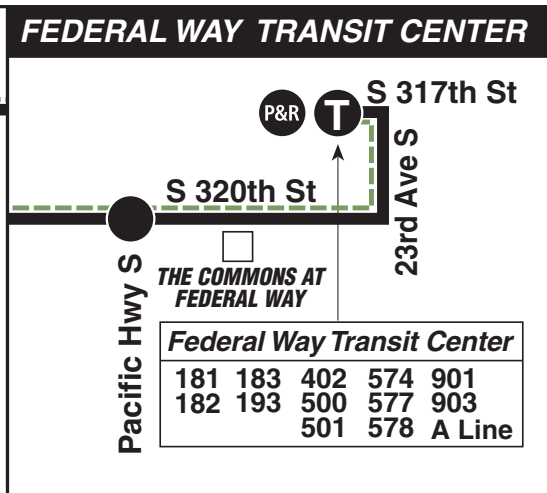 FEDERAL WAY TRANSIT CENTER
P&R
T
S 317th St
23rd Ave S
S 320th St
THE COMMONS AT
FEDERAL WAY
Pacific Hwy S
Federal Way Transit Center
181 183 402 574 901
182 193 500 577 903
501 578 A Line